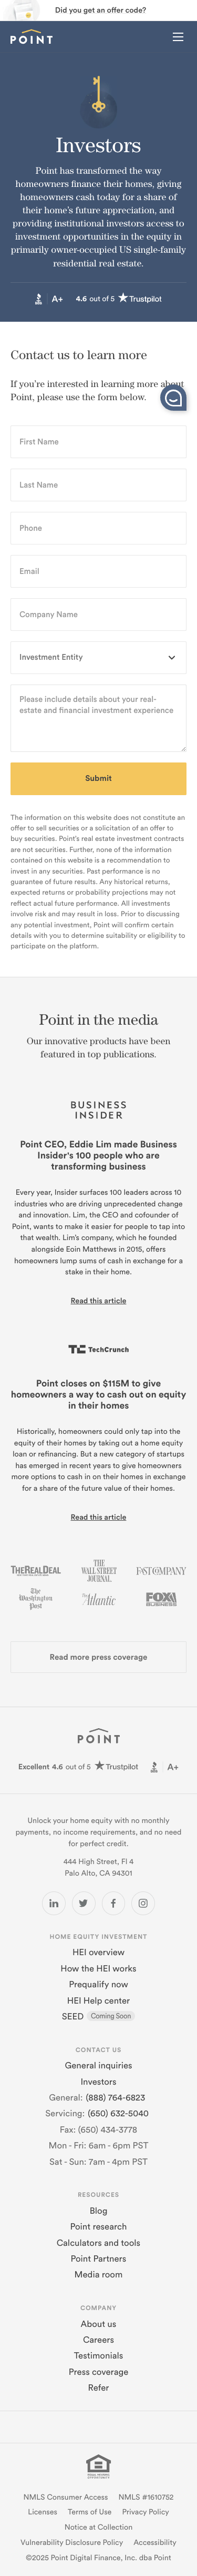 Did you get an offer code?
POINT
Investors
Point has transformed the way
homeowners finance their homes, giving
homeowners cash today for a share of
their home's future appreciation, and
providing institutional investors access to
investment opportunities in the equity in
primarily owner-occupied US single-family
residential real estate.
A+ 4.6 out of 5 Trustpilot
Contact us to learn more
If you're interested in learning more about
Point, please use the form below.
First Name
Last Name
Phone
Email
Company Name
Investment Entity
Please include details about your real-
estate and financial investment experience
Submit
The information on this website does not constitute an
offer to sell securities or a solicitation of an offer to
buy securities. Point's real estate investment contracts
are not securities. Further, none of the information
contained on this website is a recommendation to
invest in any securities. Past performance is no
guarantee of future results. Any historical returns,
expected returns or probability projections may not
reflect actual future performance. All investments
involve risk and may result in loss. Prior to discussing
any potential investment, Point will confirm certain
details with you to determine suitability or eligibility to
participate on the platform.
Point in the media
Our innovative products have been
featured in top publications.
BUSINESS
INSIDER
Point CEO, Eddie Lim made Business
Insider's 100 people who are
transforming business
Every year, Insider surfaces 100 leaders across 10
industries who are driving unprecedented change
and innovation. Lim, the CEO and cofounder of
Point, wants to make it easier for people to tap into
that wealth. Lim's company, which he founded
alongside Eoin Matthews in 2015, offers
homeowners lump sums of cash in exchange for a
stake in their home.
Read this article
TechCrunch
Point closes on $115M to give
homeowners a way to cash out on equity
in their homes
Historically, homeowners could only tap into the
equity of their homes by taking out a home equity
loan or refinancing. But a new category of startups
has emerged in recent years to give homeowners
more options to cash in on their homes in exchange
for a share of the future value of their homes.
Read this article
THE REAL DEAL
THE WALL STREET JOURNAL.
FAST COMPANY
The Washington Post
The Atlantic
FOX BUSINESS
Read more press coverage
POINT
Excellent 4.6 out of 5 Trustpilot A+
Unlock your home equity with no monthly
payments, no income requirements, and no need
for perfect credit.
444 High Street, Fl 4
Palo Alto, CA 94301
HOME EQUITY INVESTMENT
HEI overview
How the HEI works
Prequalify now
HEI Help center
SEED Coming Soon
CONTACT US
General inquiries
Investors
General: (888) 764-6823
Servicing: (650) 632-5040
Fax: (650) 434-3778
Mon - Fri: 6am - 6pm PST
Sat - Sun: 7am - 4pm PST
RESOURCES
Blog
Point research
Calculators and tools
Point Partners
Media room
COMPANY
About us
Careers
Testimonials
Press coverage
Refer
NMLS Consumer Access NMLS #1610752
Licenses Terms of Use Privacy Policy
Notice at Collection
Vulnerability Disclosure Policy Accessibility
©2025 Point Digital Finance, Inc. dba Point